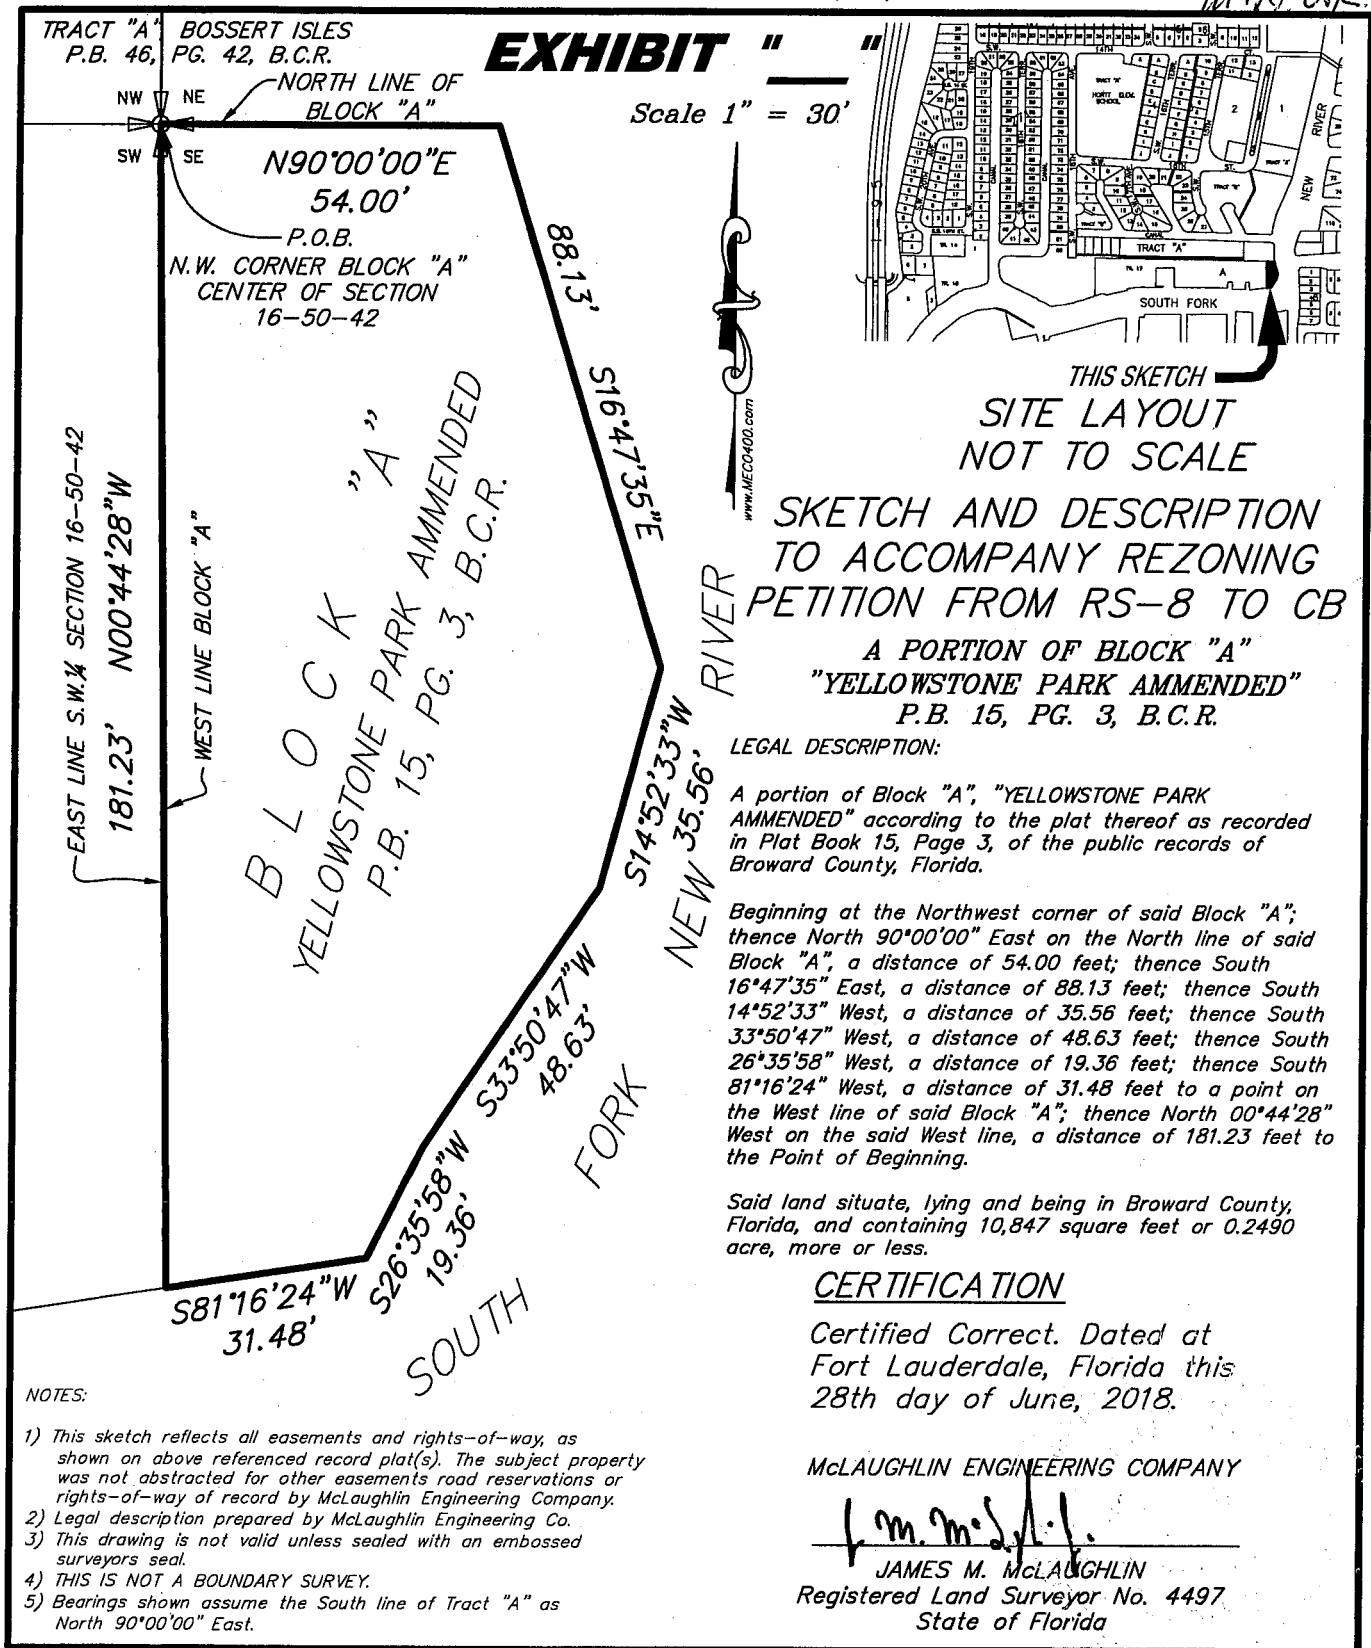 TRACT "A" BOSSERT ISLES
P.B. 46, PG. 42, B.C.R.
EXHIBIT "__"
Scale 1" = 30'
NORTH LINE OF
BLOCK "A"
NW NE
SW SE
N90°00'00"E
54.00'
P.O.B.
N.W. CORNER BLOCK "A"
CENTER OF SECTION
16-50-42
88.13'
S16°47'35"E
EAST LINE S.W.¼ SECTION 16-50-42
181.23' N00°44'28"W
WEST LINE BLOCK "A"
BLOCK "A"
YELLOWSTONE PARK AMMENDED
P.B. 15, PG. 3, B.C.R.
S14°52'33"W
35.56'
S33°50'47"W
48.63'
S26°35'58"W
19.36'
S81°16'24"W
31.48'
SOUTH FORK NEW RIVER
www.MECO400.com
14TH
CANAL
CANAL
ST.
NEW RIVER
CANAL
TRACT "A"
A
SOUTH FORK
THIS SKETCH
SITE LAYOUT
NOT TO SCALE
SKETCH AND DESCRIPTION
TO ACCOMPANY REZONING
PETITION FROM RS-8 TO CB
A PORTION OF BLOCK "A"
"YELLOWSTONE PARK AMMENDED"
P.B. 15, PG. 3, B.C.R.
LEGAL DESCRIPTION:
A portion of Block "A", "YELLOWSTONE PARK
AMMENDED" according to the plat thereof as recorded
in Plat Book 15, Page 3, of the public records of
Broward County, Florida.
Beginning at the Northwest corner of said Block "A";
thence North 90°00'00" East on the North line of said
Block "A", a distance of 54.00 feet; thence South
16°47'35" East, a distance of 88.13 feet; thence South
14°52'33" West, a distance of 35.56 feet; thence South
33°50'47" West, a distance of 48.63 feet; thence South
26°35'58" West, a distance of 19.36 feet; thence South
81°16'24" West, a distance of 31.48 feet to a point on
the West line of said Block "A"; thence North 00°44'28"
West on the said West line, a distance of 181.23 feet to
the Point of Beginning.
Said land situate, lying and being in Broward County,
Florida, and containing 10,847 square feet or 0.2490
acre, more or less.
CERTIFICATION
Certified Correct. Dated at
Fort Lauderdale, Florida this
28th day of June, 2018.
McLAUGHLIN ENGINEERING COMPANY
JAMES M. McLAUGHLIN
Registered Land Surveyor No. 4497
State of Florida
NOTES:
1) This sketch reflects all easements and rights-of-way, as
shown on above referenced record plat(s). The subject property
was not abstracted for other easements road reservations or
rights-of-way of record by McLaughlin Engineering Company.
2) Legal description prepared by McLaughlin Engineering Co.
3) This drawing is not valid unless sealed with an embossed
surveyors seal.
4) THIS IS NOT A BOUNDARY SURVEY.
5) Bearings shown assume the South line of Tract "A" as
North 90°00'00" East.